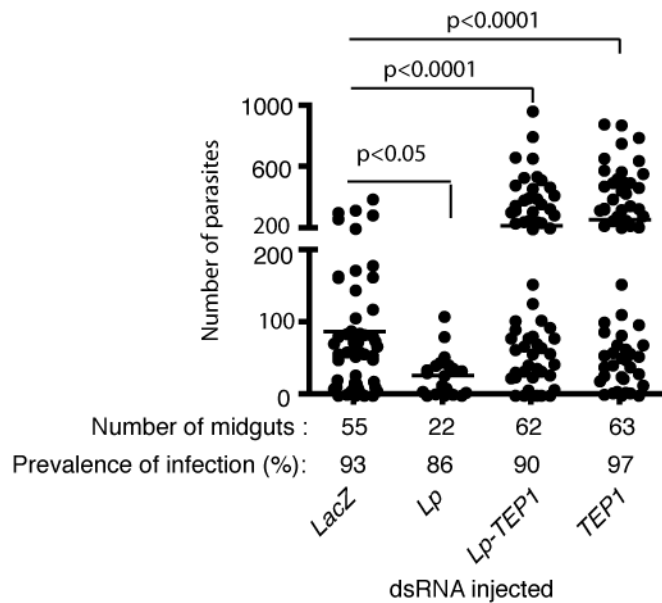 p<0.0001
p<0.0001
p<0.05
Number of parasites
1000
600
200
200
100
0
Number of midguts : 55 22 62 63
Prevalence of infection (%): 93 86 90 97
LacZ Lp Lp-TEP1 TEP1
dsRNA injected